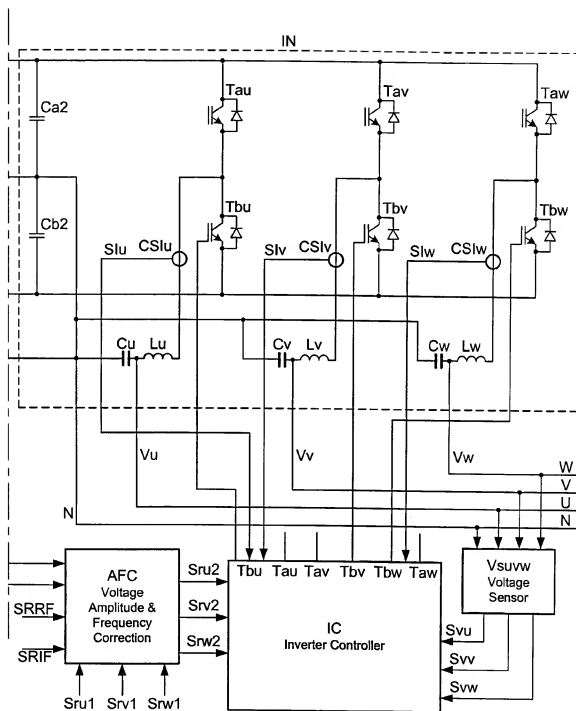 IN
Ca2
Tau
Tav
Taw
Cb2
Tbu
Tbv
Tbw
SIu
CSIu
SIv
CSIv
SIw
CSIw
Cu
Lu
Cv
Lv
Cw
Lw
Vu
Vv
Vw
W
V
U
N
N
AFC
Voltage
Amplitude &
Frequency
Correction
SRRF
SRIF
Sru1
Srv1
Srw1
Sru2
Srv2
Srw2
Tbu
Tau
Tav
Tbv
Tbw
Taw
IC
Inverter Controller
Vsuvw
Voltage
Sensor
Svu
Svv
Svw